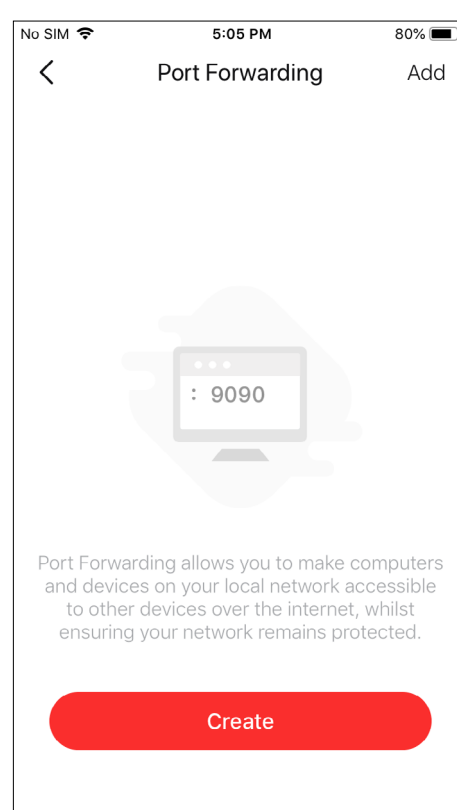 No SIM 5:05 PM 80%
Port Forwarding Add
: 9090
Port Forwarding allows you to make computers
and devices on your local network accessible
to other devices over the internet, whilst
ensuring your network remains protected.
Create